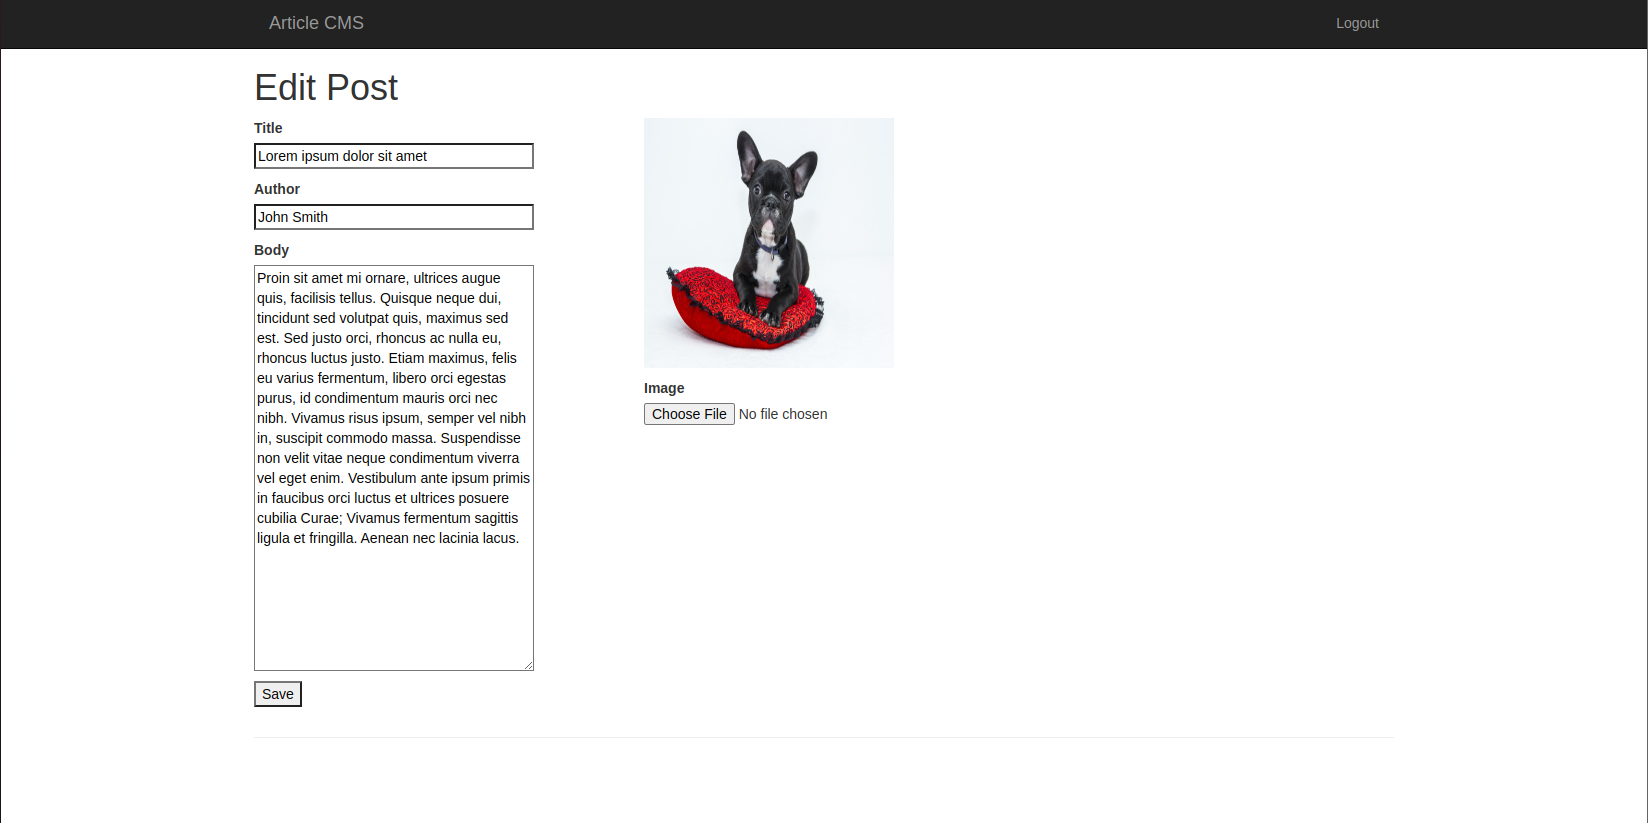 Article CMS
Logout
Edit Post
Title
Lorem ipsum dolor sit amet
Author
John Smith
Body
Proin sit amet mi ornare, ultrices augue
quis, facilisis tellus. Quisque neque dui,
tincidunt sed volutpat quis, maximus sed
est. Sed justo orci, rhoncus ac nulla eu,
rhoncus luctus justo. Etiam maximus, felis
eu varius fermentum, libero orci egestas
purus, id condimentum mauris orci nec
nibh. Vivamus risus ipsum, semper vel nibh
in, suscipit commodo massa. Suspendisse
non velit vitae neque condimentum viverra
vel eget enim. Vestibulum ante ipsum primis
in faucibus orci luctus et ultrices posuere
cubilia Curae; Vivamus fermentum sagittis
ligula et fringilla. Aenean nec lacinia lacus.
Save
Image
Choose File No file chosen